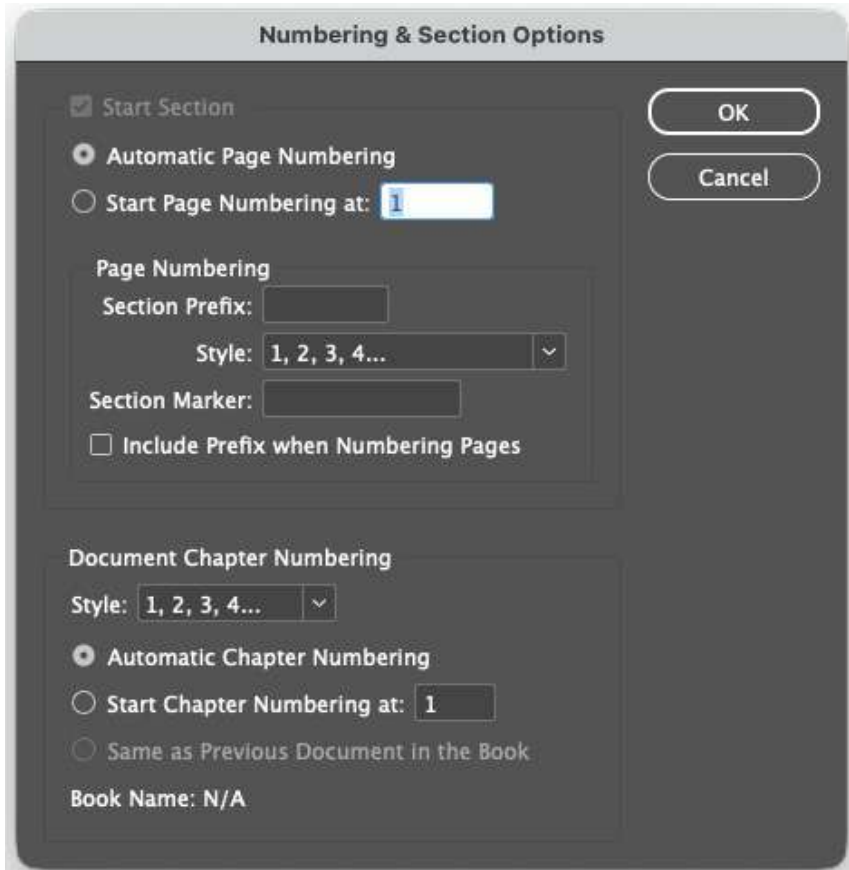 Numbering & Section Options
Start Section
OK
Automatic Page Numbering
Cancel
Start Page Numbering at: 1
Page Numbering
Section Prefix:
Style: 1, 2, 3, 4...
Section Marker:
Include Prefix when Numbering Pages
Document Chapter Numbering
Style: 1, 2, 3, 4...
Automatic Chapter Numbering
Start Chapter Numbering at: 1
Same as Previous Document in the Book
Book Name: N/A